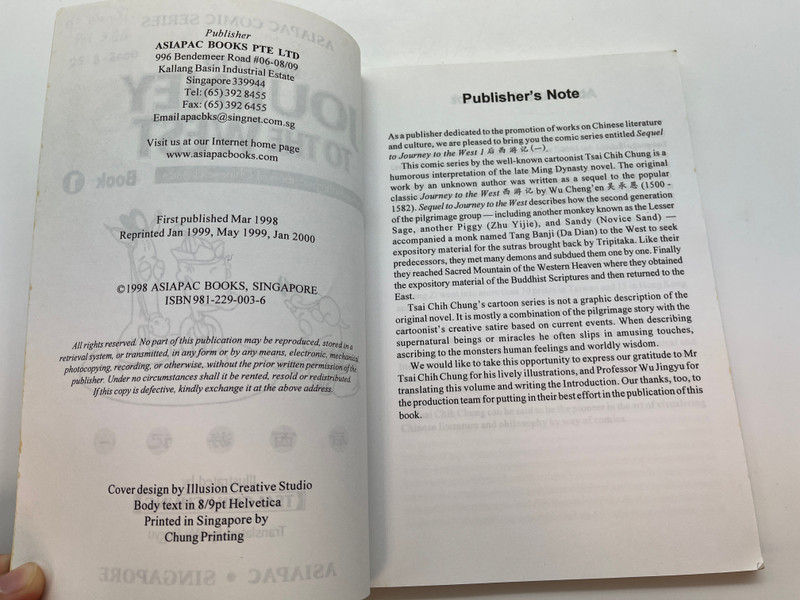 Publisher
ASIAPAC BOOKS PTE LTD
996 Bendemeer Road #06-08/09
Kallang Basin Industrial Estate
Singapore 339944
Tel: (65) 392 8455
Fax: (65) 392 6455
Email apacbks@singnet.com.sg
Visit us at our Internet home page
www.asiapacbooks.com
First published Mar 1998
Reprinted Jan 1999, May 1999, Jan 2000
©1998 ASIAPAC BOOKS, SINGAPORE
ISBN 981-229-003-6
All rights reserved. No part of this publication may be reproduced, stored in a
retrieval system, or transmitted, in any form or by any means, electronic, mechanical,
photocopying, recording, or otherwise, without the prior written permission of the
publisher. Under no circumstances shall it be rented, resold or redistributed.
If this copy is defective, kindly exchange it at the above address.
Cover design by Illusion Creative Studio
Body text in 8/9pt Helvetica
Printed in Singapore by
Chung Printing
Publisher's Note
As a publisher dedicated to the promotion of works on Chinese literature
and culture, we are pleased to bring you the comic series entitled Sequel
to Journey to the West 1 后西游记(一).
This comic series by the well-known cartoonist Tsai Chih Chung is a
humorous interpretation of the late Ming Dynasty novel. The original
work by an unknown author was written as a sequel to the popular
classic Journey to the West 西游记 by Wu Cheng'en 吴承恩 (1500 -
1582). Sequel to Journey to the West describes how the second generation
of the pilgrimage group — including another monkey known as the Lesser
Sage, another Piggy (Zhu Yijie), and Sandy (Novice Sand) —
accompanied a monk named Tang Banji (Da Dian) to the West to seek
expository material for the sutras brought back by Tripitaka. Like their
predecessors, they met many demons and subdued them one by one. Finally
they reached Sacred Mountain of the Western Heaven where they obtained
the expository material of the Buddhist Scriptures and then returned to the
East.
Tsai Chih Chung's cartoon series is not a graphic description of the
original novel. It is mostly a combination of the pilgrimage story with the
cartoonist's creative satire based on current events. When describing
supernatural beings or miracles he often slips in amusing touches,
ascribing to the monsters human feelings and worldly wisdom.
We would like to take this opportunity to express our gratitude to Mr
Tsai Chih Chung for his lively illustrations, and Professor Wu Jingyu for
translating this volume and writing the Introduction. Our thanks, too, to
the production team for putting in their best effort in the publication of this
book.